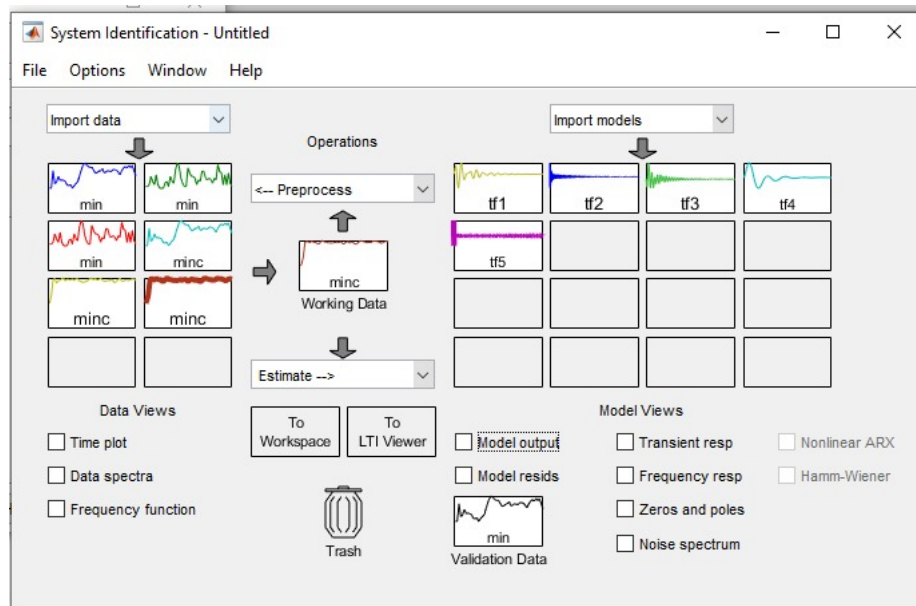 System Identification - Untitled
File Options Window Help
Import data
Import models
Operations
min
min
<-- Preprocess
tf1
tf2
tf3
tf4
min
minc
minc
Working Data
tf5
minc
minc
Estimate -->
Data Views
To
Workspace
To
LTI Viewer
Model Views
Time plot
Model output
Transient resp
Nonlinear ARX
Data spectra
Model resids
Frequency resp
Hamm-Wiener
Frequency function
Trash
min
Validation Data
Zeros and poles
Noise spectrum